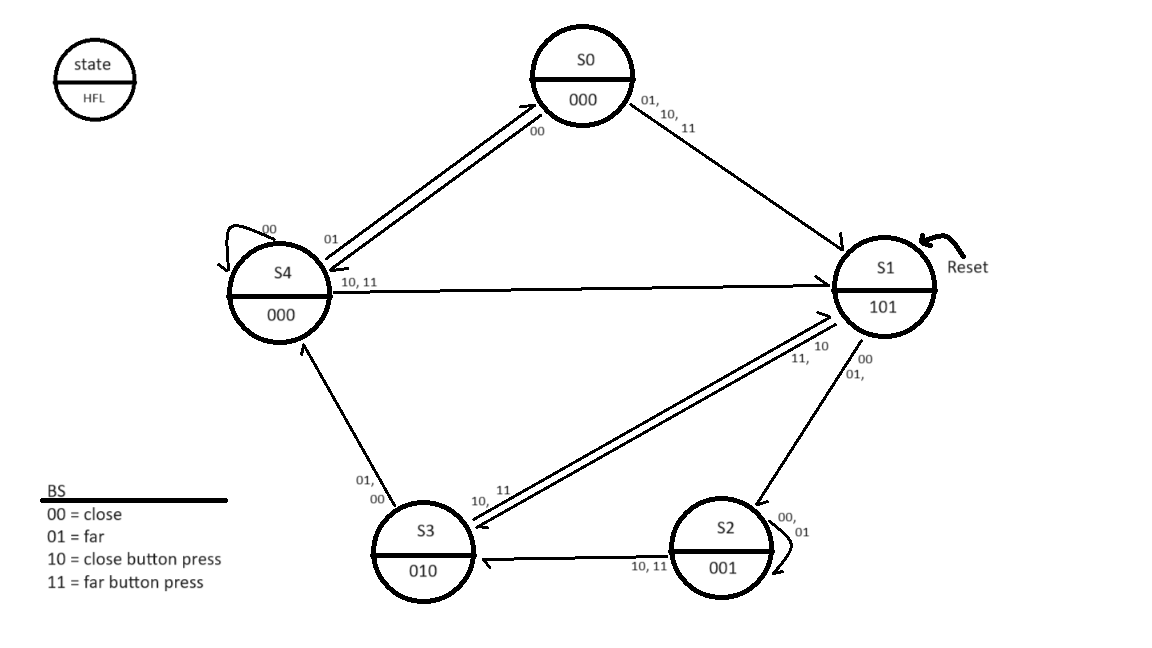 state
HFL
S0
000
01,
10,
11
00
00
01
S4
000
10, 11
S1
101
Reset
11, 10
00
01,
01,
00
10, 11
S3
010
S2
001
00,
01
10, 11
BS
00 = close
01 = far
10 = close button press
11 = far button press